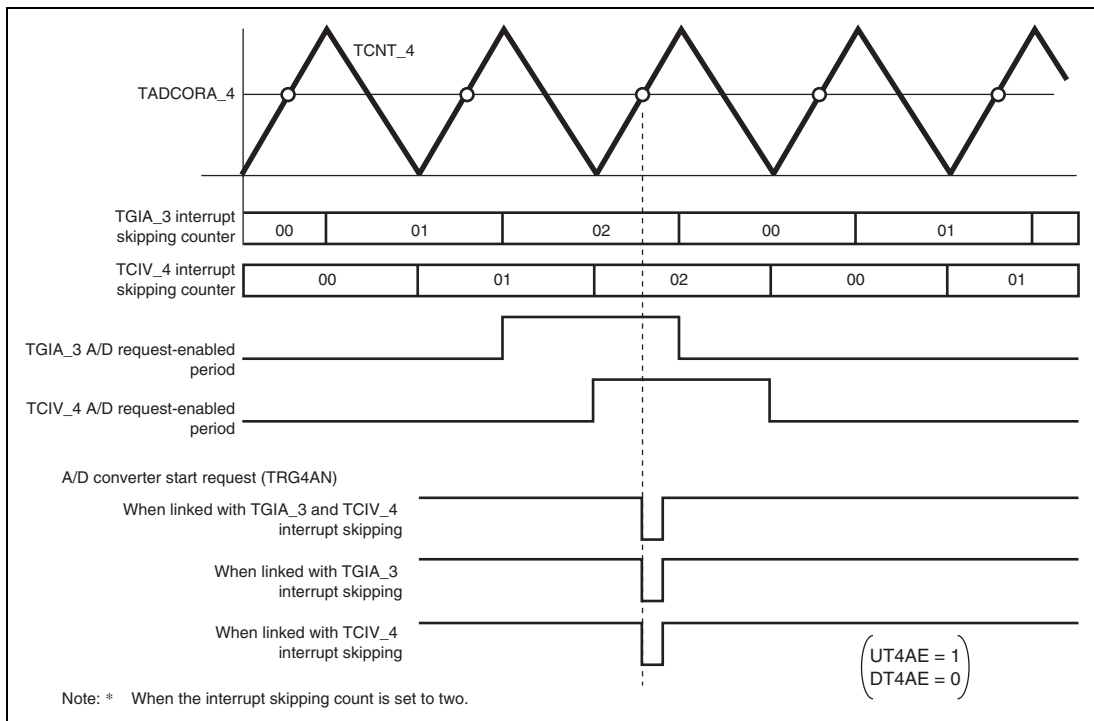 TCNT_4
TADCORA_4
TGIA_3 interrupt
skipping counter
00 01 02 00 01
TCIV_4 interrupt
skipping counter
00 01 02 00 01
TGIA_3 A/D request-enabled
period
TCIV_4 A/D request-enabled
period
A/D converter start request (TRG4AN)
When linked with TGIA_3 and TCIV_4
interrupt skipping
When linked with TGIA_3
interrupt skipping
When linked with TCIV_4
interrupt skipping
UT4AE = 1
DT4AE = 0
Note: * When the interrupt skipping count is set to two.